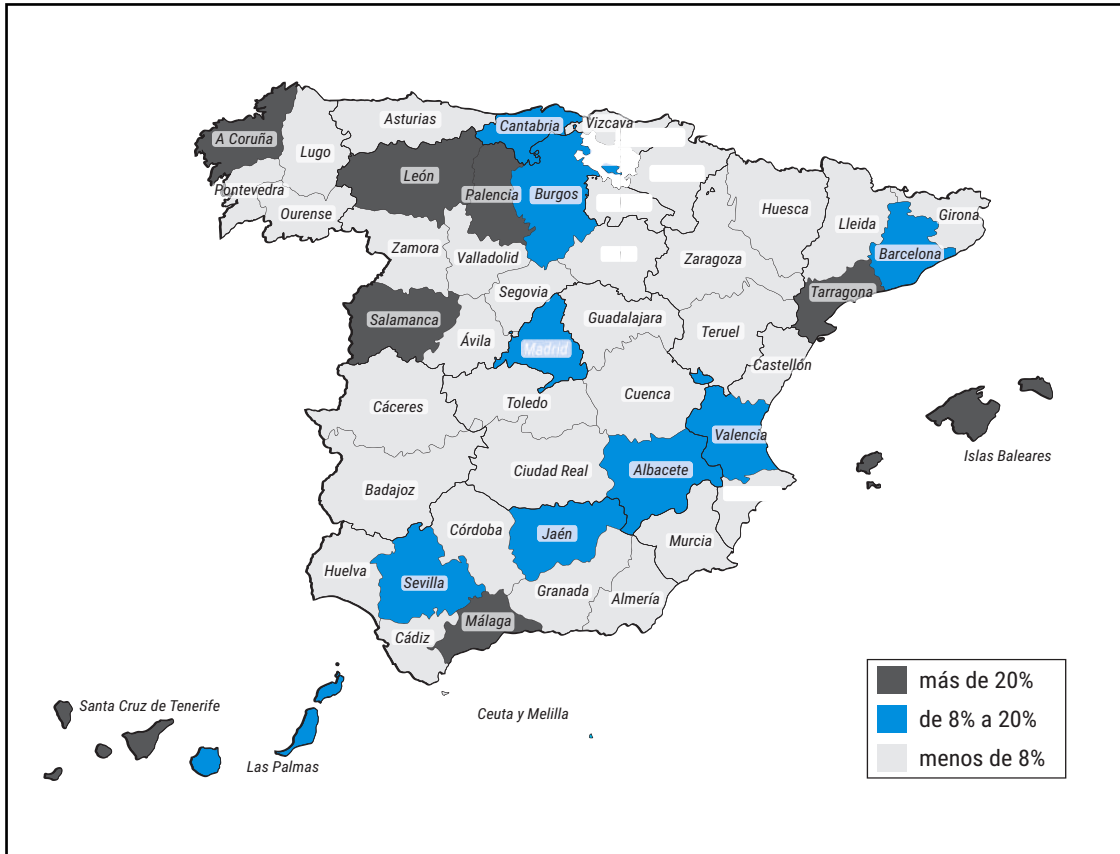 Asturias
Cantabria
Vizcaya
A Coruña
Lugo
León
Palencia
Burgos
Pontevedra
Ourense
Huesca
Lleida
Girona
Zamora
Valladolid
Zaragoza
Barcelona
Segovia
Tarragona
Salamanca
Guadalajara
Ávila
Madrid
Teruel
Castellón
Cáceres
Toledo
Cuenca
Valencia
Islas Baleares
Ciudad Real
Albacete
Badajoz
Córdoba
Jaén
Murcia
Huelva
Sevilla
Granada
Almería
Málaga
Cádiz
Santa Cruz de Tenerife
Ceuta y Melilla
Las Palmas
más de 20%
de 8% a 20%
menos de 8%